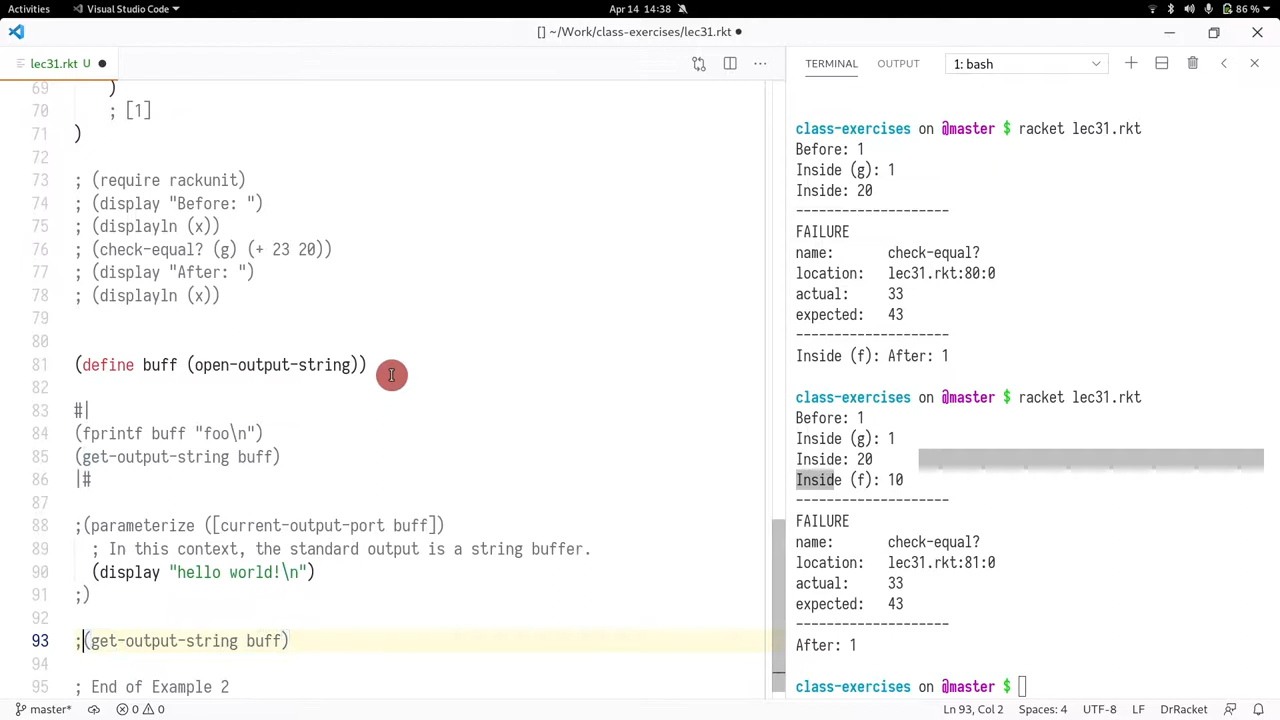 Activities Visual Studio Code Apr 14 14:38 86 %
[] ~/Work/class-exercises/lec31.rkt
lec31.rkt U
69 )
70 ; [1]
71 )
72
73 ; (require rackunit)
74 ; (display "Before: ")
75 ; (displayln (x))
76 ; (check-equal? (g) (+ 23 20))
77 ; (display "After: ")
78 ; (displayln (x))
79
80
81 (define buff (open-output-string))
82
83 #|
84 (fprintf buff "foo\n")
85 (get-output-string buff)
86 |#
87
88 ;(parameterize ([current-output-port buff])
89 ; In this context, the standard output is a string buffer.
90 (display "hello world!\n")
91 ;)
92
93 ;(get-output-string buff)
94
95 ; End of Example 2
TERMINAL OUTPUT 1: bash
class-exercises on @master $ racket lec31.rkt
Before: 1
Inside (g): 1
Inside: 20
--------------------
FAILURE
name: check-equal?
location: lec31.rkt:80:0
actual: 33
expected: 43
--------------------
Inside (f): After: 1
class-exercises on @master $ racket lec31.rkt
Before: 1
Inside (g): 1
Inside: 20
Inside (f): 10
--------------------
FAILURE
name: check-equal?
location: lec31.rkt:81:0
actual: 33
expected: 43
--------------------
After: 1
class-exercises on @master $
master* 0 0 Ln 93, Col 2 Spaces: 4 UTF-8 LF DrRacket